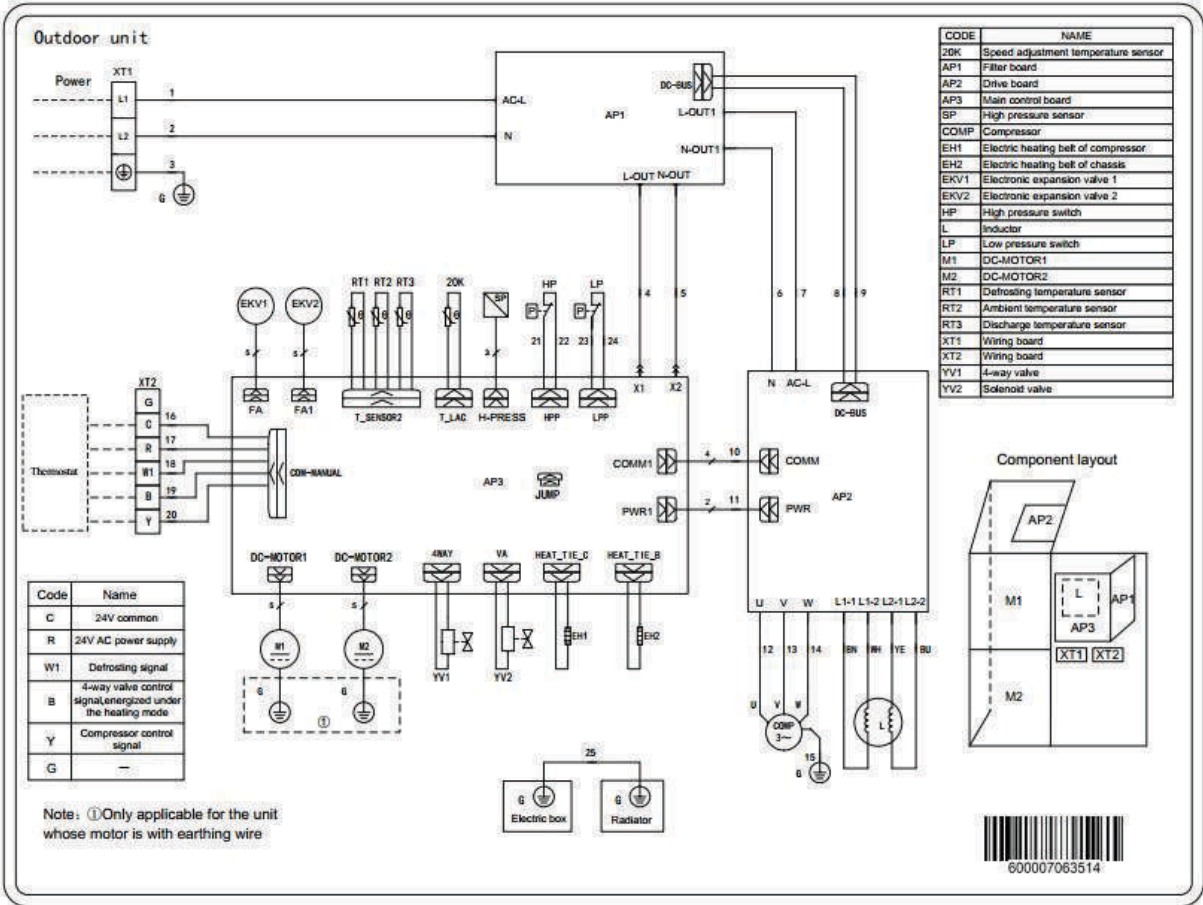 Outdoor unit
Power
XT1
L1
L2
1
2
3
G
AC-L
N
AP1
DC-BUS
L-OUT1
N-OUT1
L-OUT N-OUT
CODE NAME
20K Speed adjustment temperature sensor
AP1 Filter board
AP2 Drive board
AP3 Main control board
SP High pressure sensor
COMP Compressor
EH1 Electric heating belt of compressor
EH2 Electric heating belt of chassis
EKV1 Electronic expansion valve 1
EKV2 Electronic expansion valve 2
HP High pressure switch
L Inductor
LP Low pressure switch
M1 DC-MOTOR1
M2 DC-MOTOR2
RT1 Defrosting temperature sensor
RT2 Ambient temperature sensor
RT3 Discharge temperature sensor
XT1 Wiring board
XT2 Wiring board
YV1 4-way valve
YV2 Solenoid valve
EKV1
EKV2
RT1 RT2 RT3
20K
SP
HP
LP
θ θ θ θ
P
P
21 22 23 24
5
5
3
4
5
6
7
8
9
FA
FA1
T_SENSOR2
T_LAC
H-PRESS
HPP
LPP
X1
X2
N
AC-L
DC-BUS
XT2
G
C
R
W1
B
Y
16
17
18
19
20
Thermostat
CON-MANUAL
AP3
JUMP
COMM1
4
10
COMM
PWR1
2
11
PWR
AP2
DC-MOTOR1
DC-MOTOR2
4WAY
VA
HEAT_TIE_C
HEAT_TIE_B
5
5
M1
M2
G
G
①
YV1
YV2
EH1
EH2
U V W L1-1 L1-2 L2-1 L2-2
12 13 14 BN WH YE BU
U V W
COMP
3~
15
G
L
Component layout
AP2
M1
M2
L
AP3
AP1
XT1 XT2
Code Name
C 24V common
R 24V AC power supply
W1 Defrosting signal
B 4-way valve control
signal,energized under
the heating mode
Y Compressor control
signal
G —
25
G
Electric box
G
Radiator
Note: ①Only applicable for the unit
whose motor is with earthing wire
600007063514